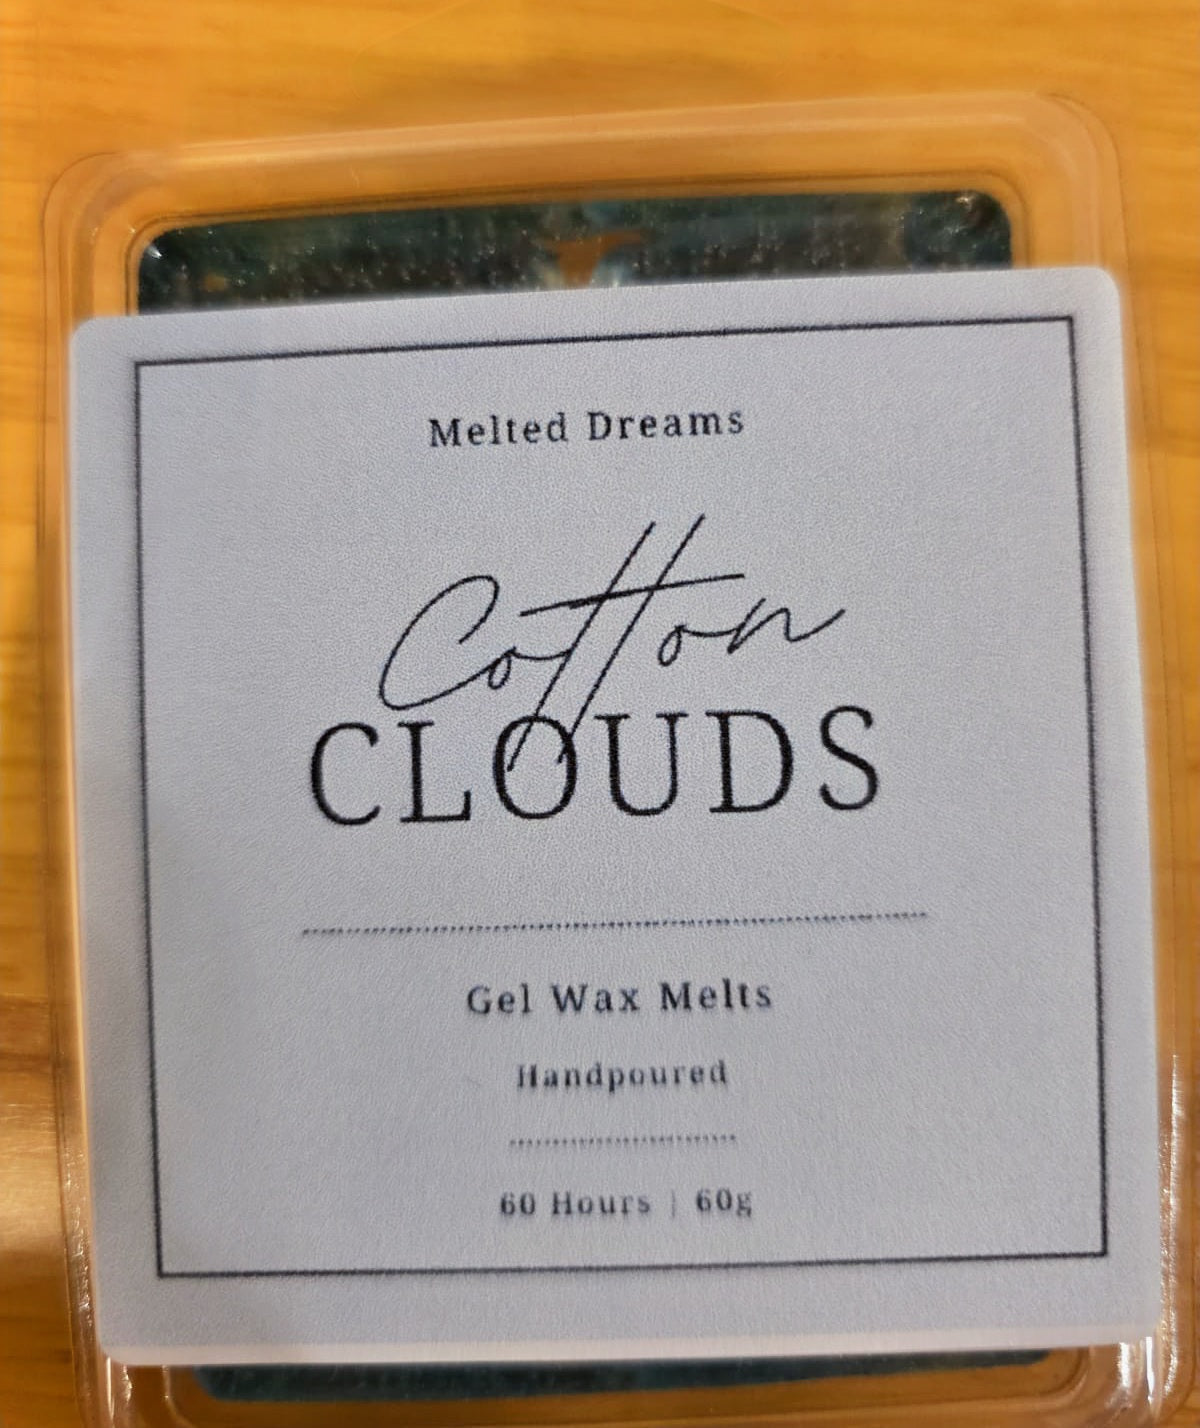 Melted Dreams
Cotton
CLOUDS
Gel Wax Melts
Handpoured
60 Hours | 60g